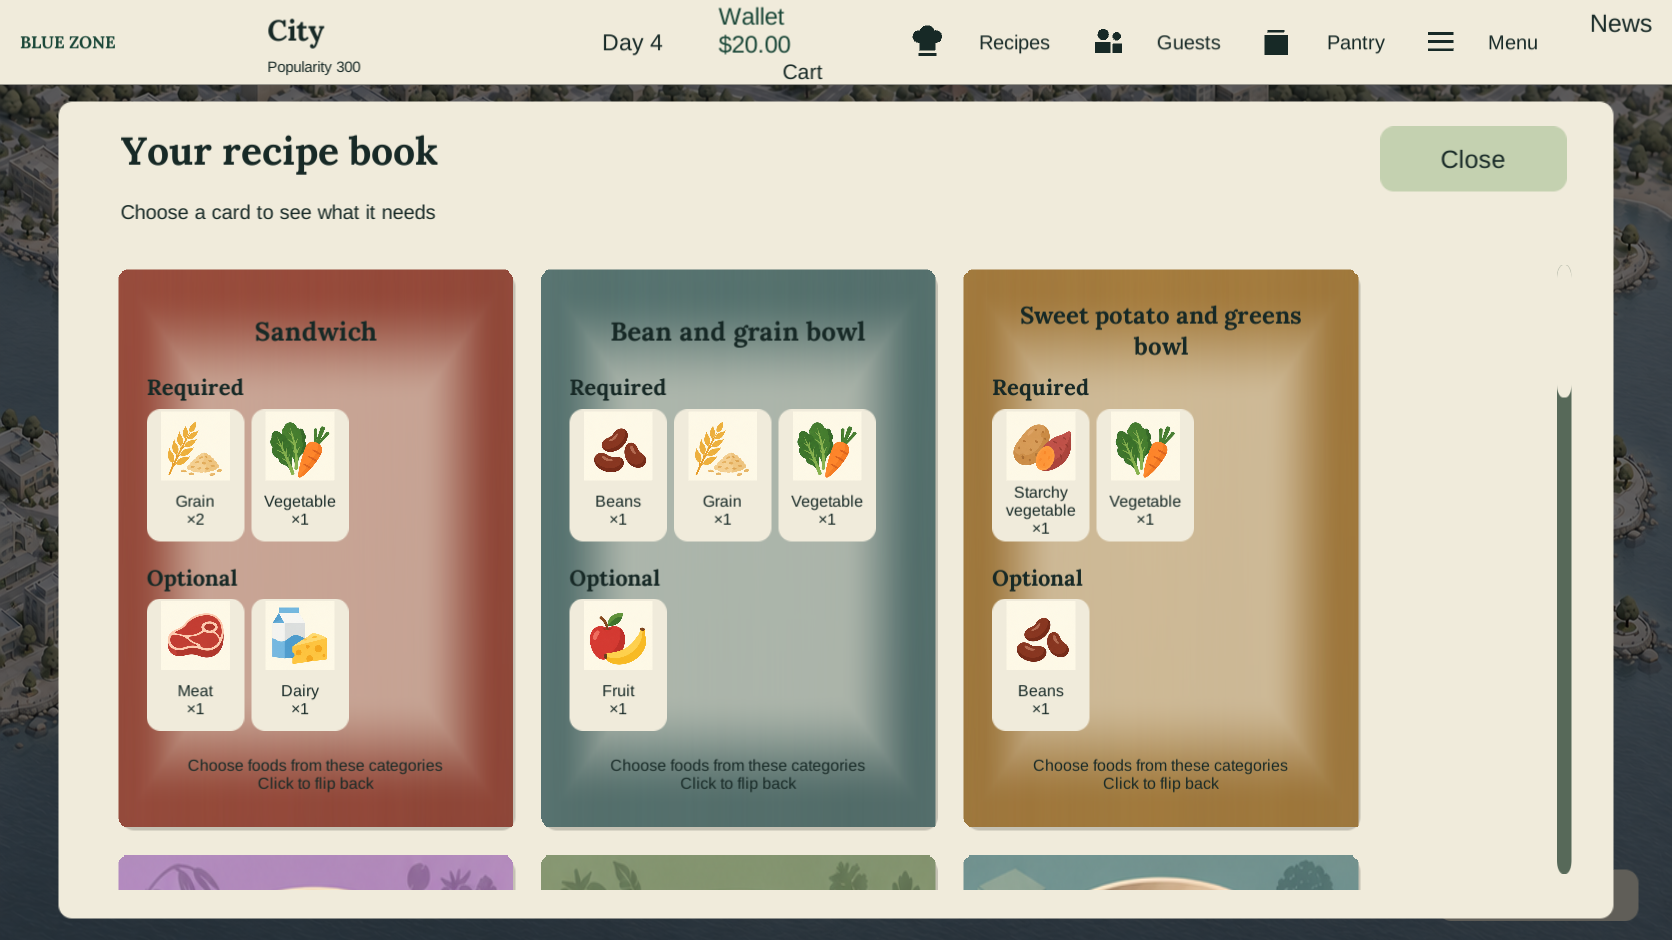 BLUE ZONE
City
Popularity 300
Day 4
Wallet
$20.00
Cart
Recipes
Guests
Pantry
Menu
News
Your recipe book
Choose a card to see what it needs
Close
Sandwich
Required
Grain
×2
Vegetable
×1
Optional
Meat
×1
Dairy
×1
Choose foods from these categories
Click to flip back
Bean and grain bowl
Required
Beans
×1
Grain
×1
Vegetable
×1
Optional
Fruit
×1
Choose foods from these categories
Click to flip back
Sweet potato and greens
bowl
Required
Starchy
vegetable
×1
Vegetable
×1
Optional
Beans
×1
Choose foods from these categories
Click to flip back